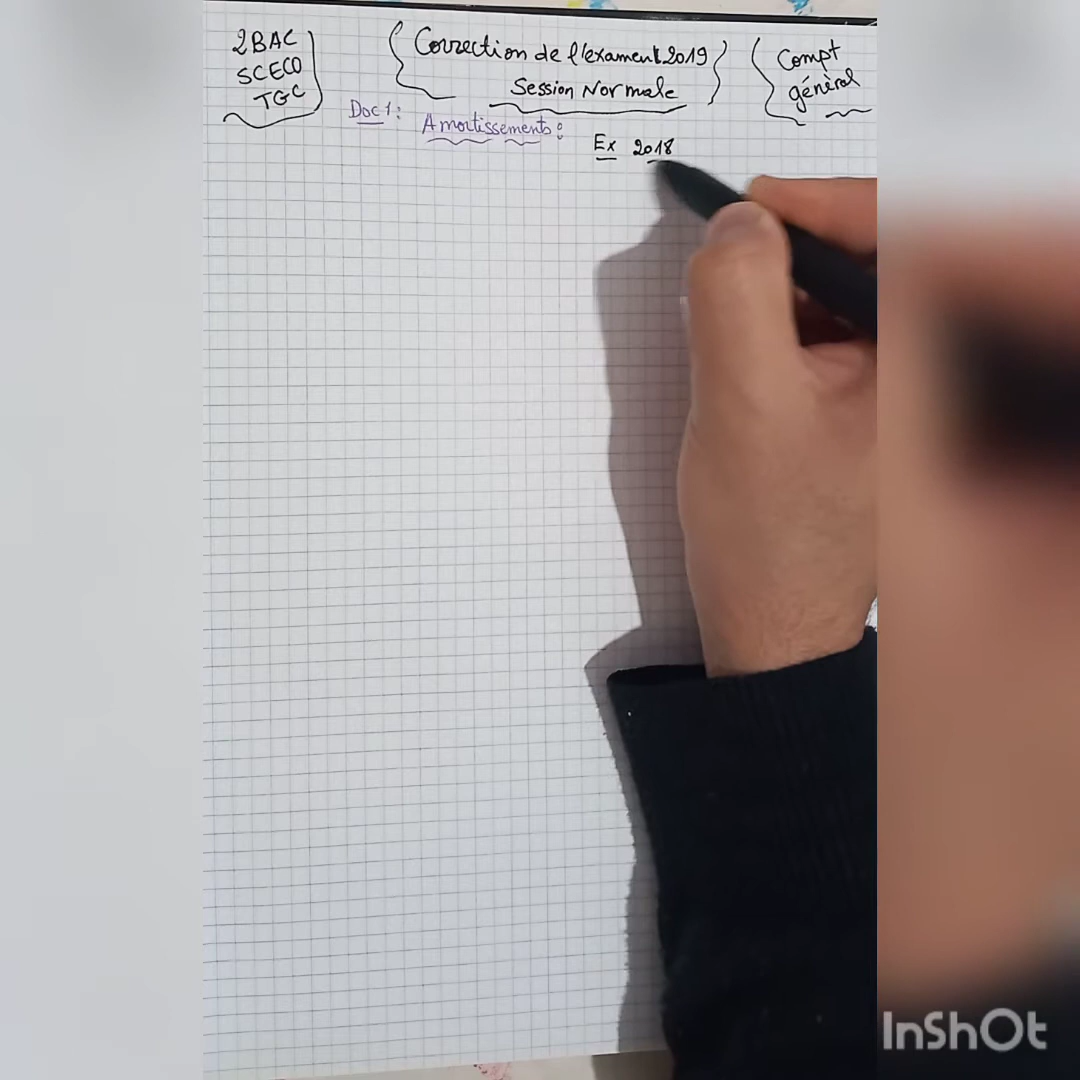 2BAC
SCECO
TGC
Correction de l'examen N.2019
Session Normale
Compt
général
Doc 1: Amortissements:
Ex 2018
InShOt